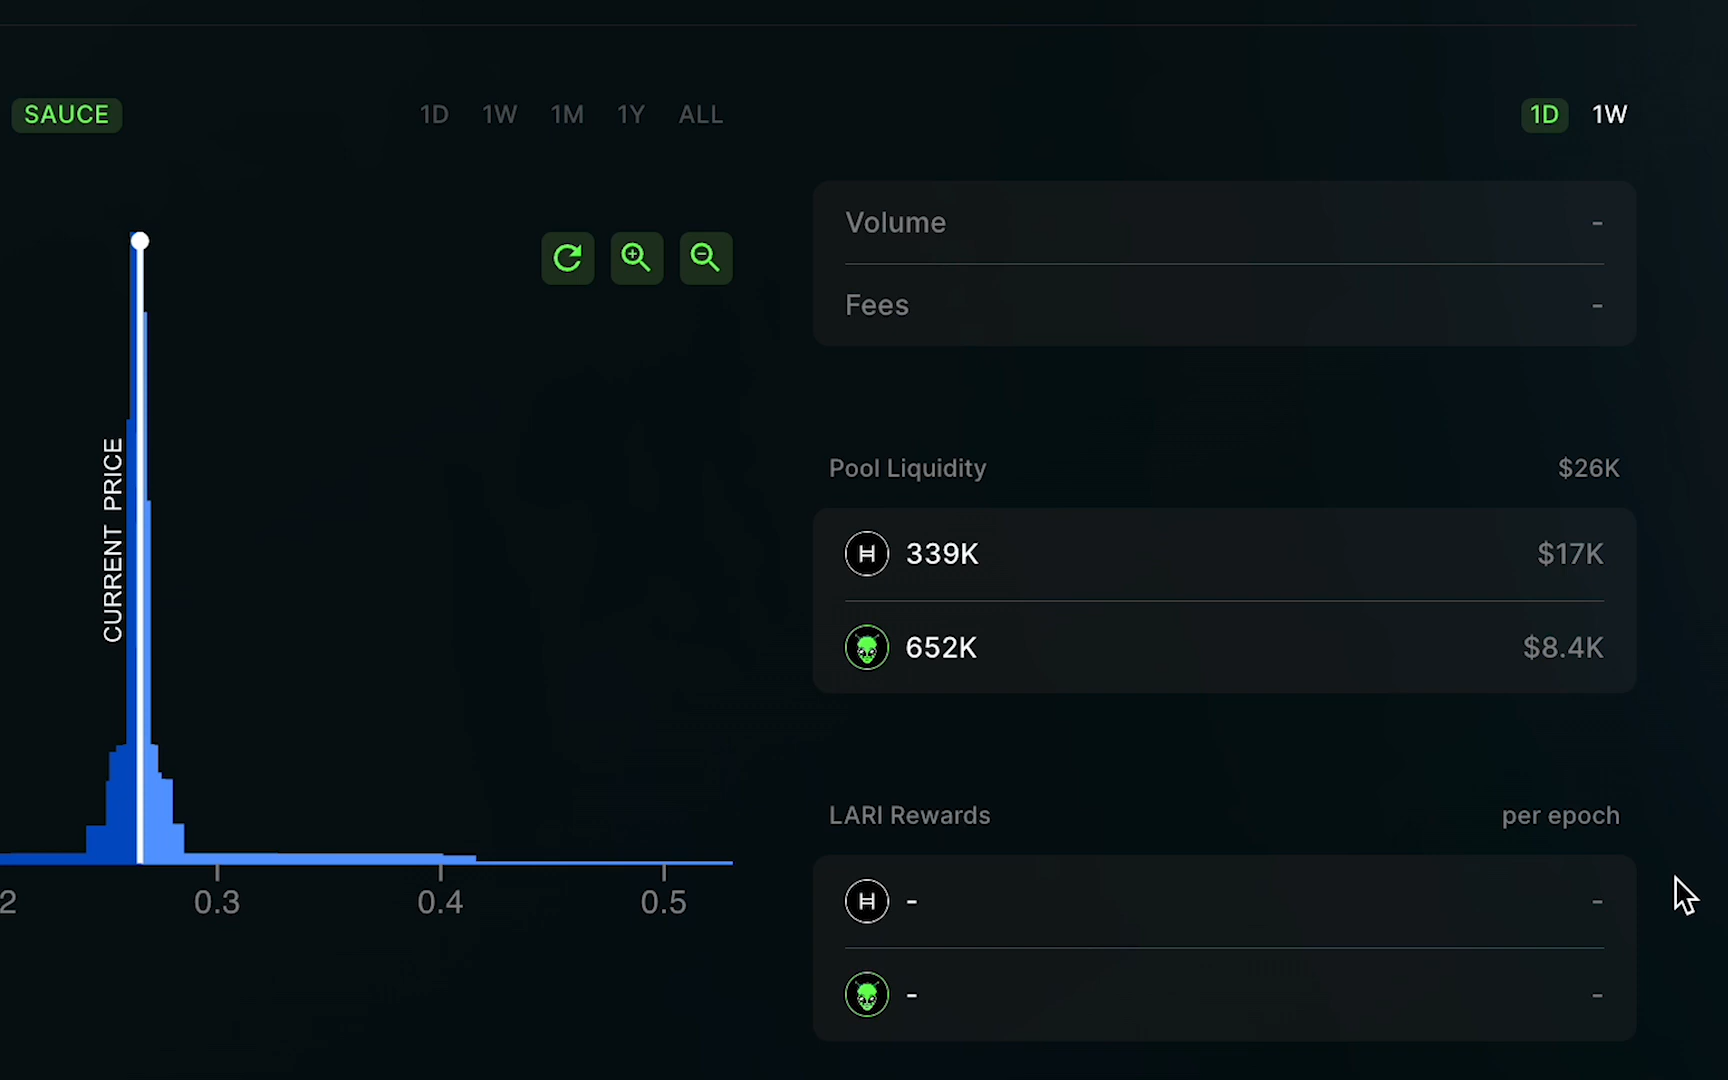 SAUCE
1D 1W 1M 1Y ALL
1D 1W
CURRENT PRICE
2 0.3 0.4 0.5
Volume -
Fees -
Pool Liquidity $26K
339K $17K
652K $8.4K
LARI Rewards per epoch
- -
- -